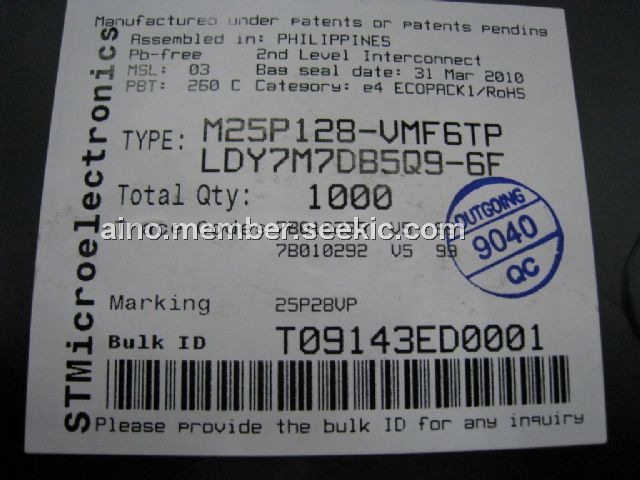 Manufactured under patents or patents pending
Assembled in: PHILIPPINES
Pb-free 2nd Level Interconnect
MSL: 03 Bag seal date: 31 Mar 2010
PBT: 260 C Category: e4 ECOPACK1/RoHS
TYPE: M25P128-VMF6TP
LDY7M7DB5Q9-6F
Total Qty: 1000
aino.member.seekic.com
7B010292 V5 99
OUTGOING
9040
QC
Marking 25P28VP
Bulk ID T09143ED0001
Please provide the bulk ID for any inquiry
STMicroelectronics